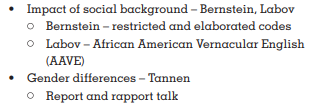 • Impact of social background – Bernstein, Labov
○ Bernstein – restricted and elaborated codes
○ Labov – African American Vernacular English
(AAVE)
• Gender differences – Tannen
○ Report and rapport talk